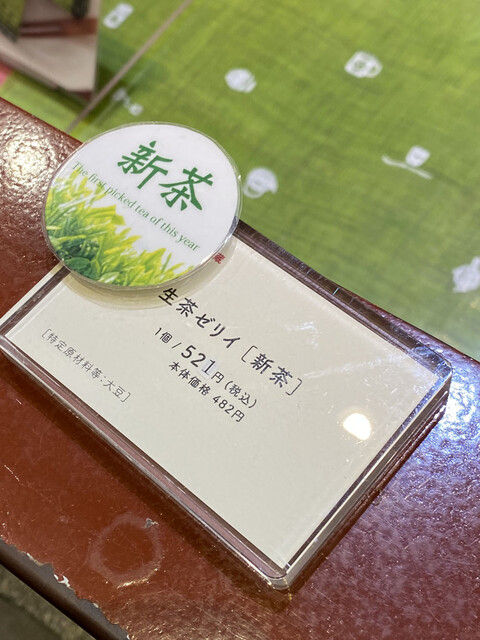 新茶
The first picked tea of this year
生茶ゼリイ［新茶］
1個 / 521円（税込）
本体価格 482円
［特定原材料等：大豆］